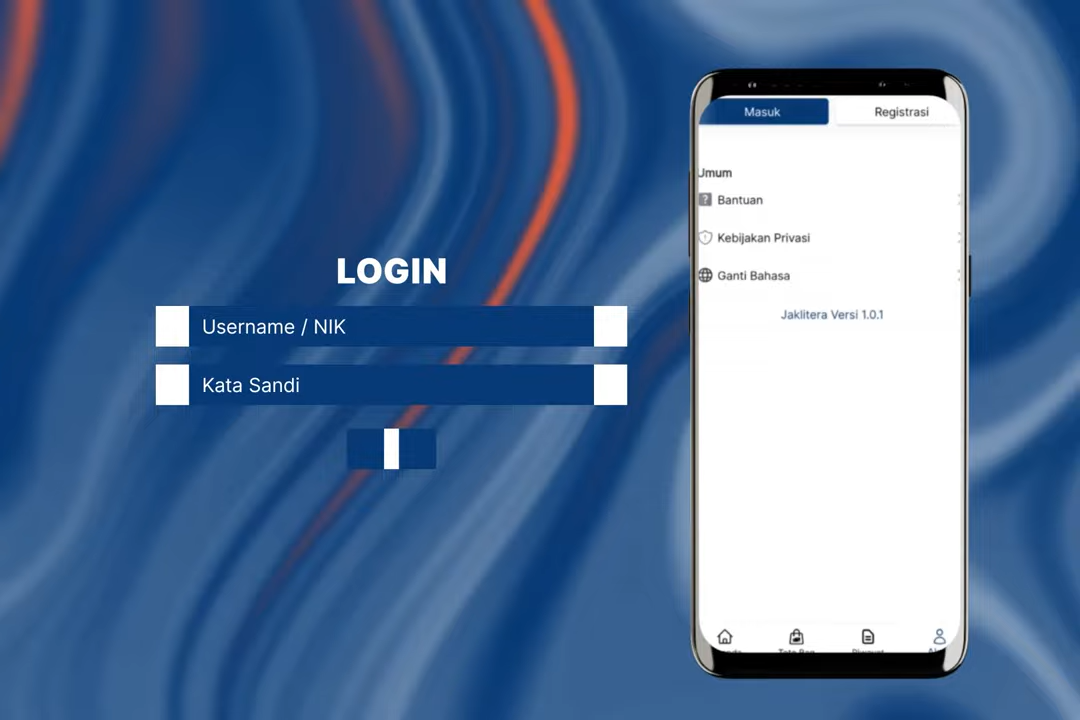 LOGIN
Username / NIK
Kata Sandi
Masuk
Registrasi
Umum
Bantuan
Kebijakan Privasi
Ganti Bahasa
Jaklitera Versi 1.0.1